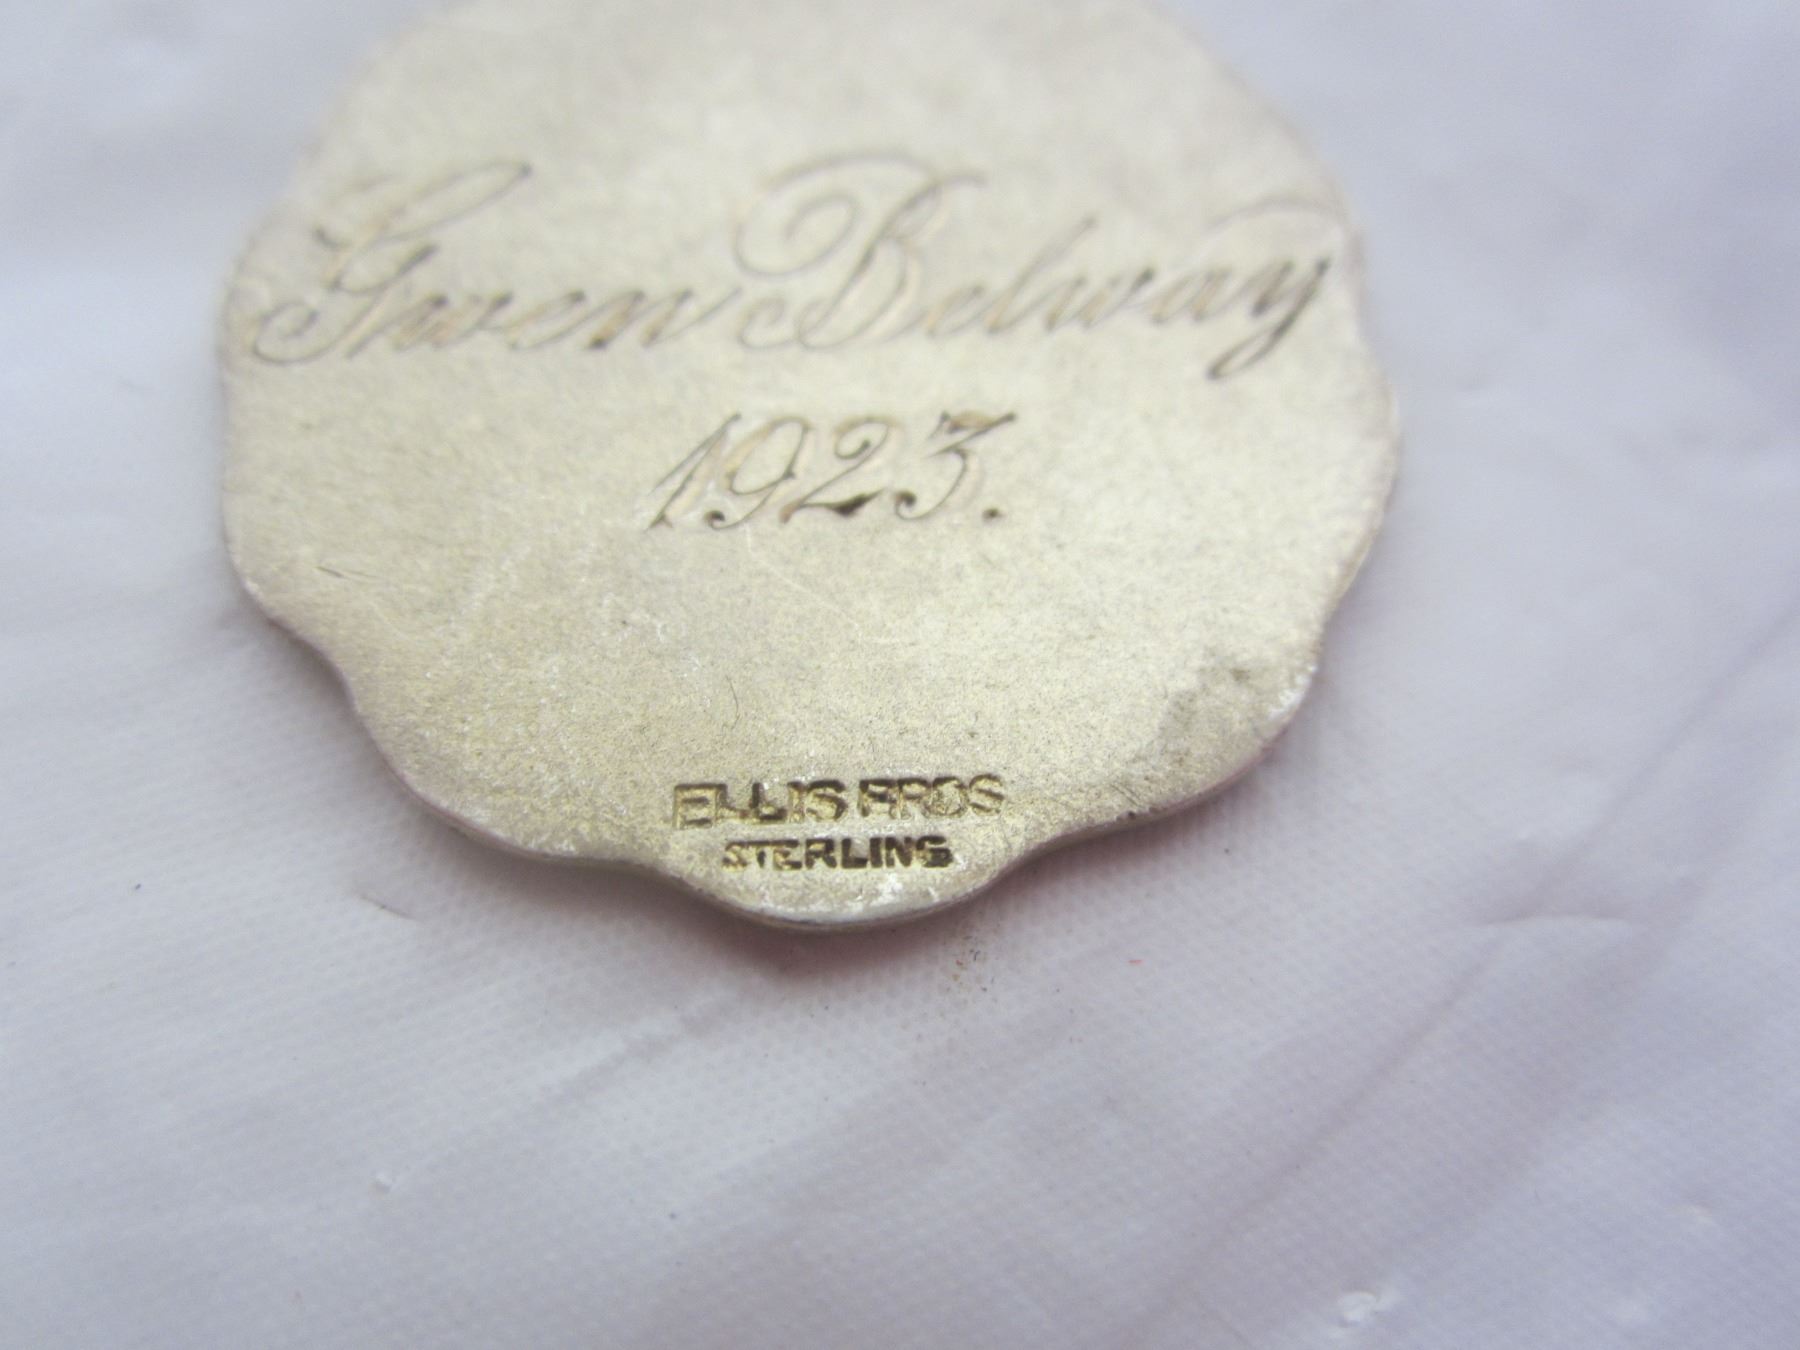 Gwen Belway
1923.
ELLIS BROS
STERLING